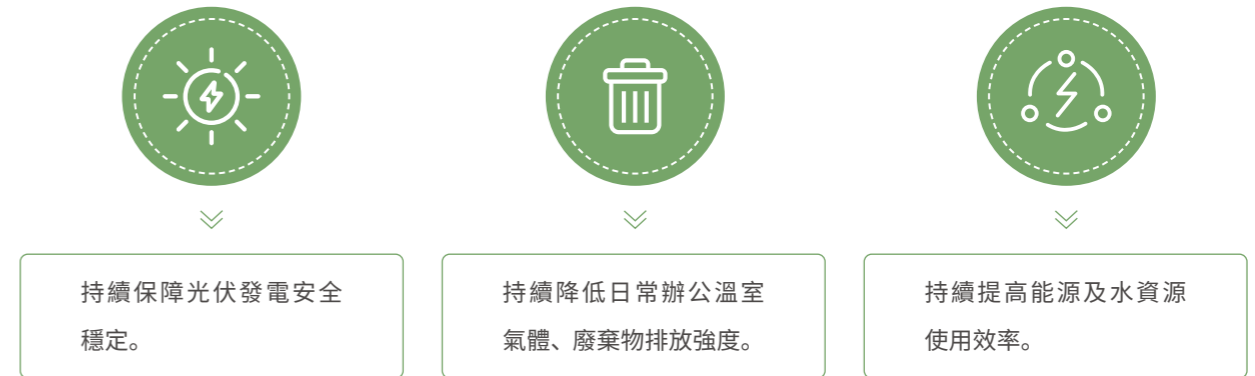 持續保障光伏發電安全
穩定。
持續降低日常辦公溫室
氣體、廢棄物排放強度。
持續提高能源及水資源
使用效率。